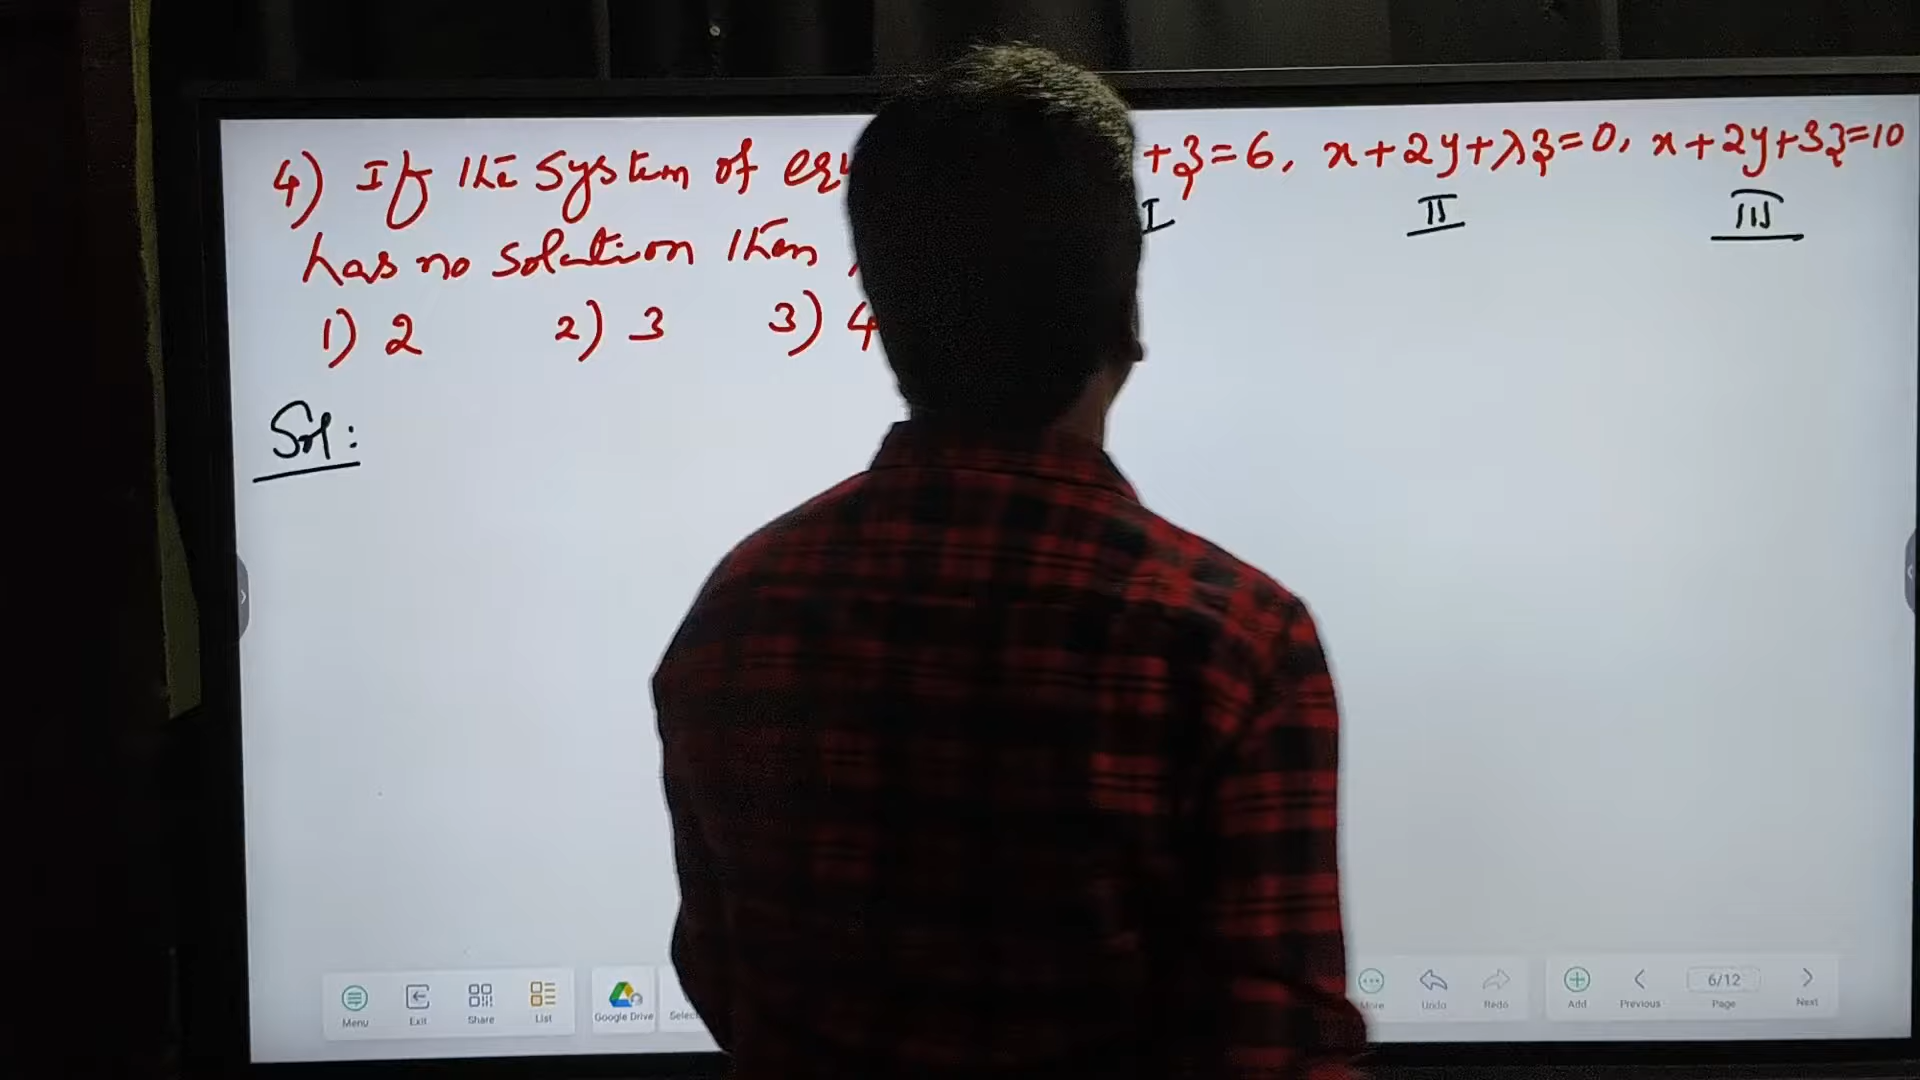 4) If the system of +z=6, x+2y+λz=0, x+2y+3z=10
I II III
has no solution then
1) 2 2) 3 3) 4
Sol:
Menu Exit Share List Google Drive More Undo Redo Add Previous 6/12 Page Next